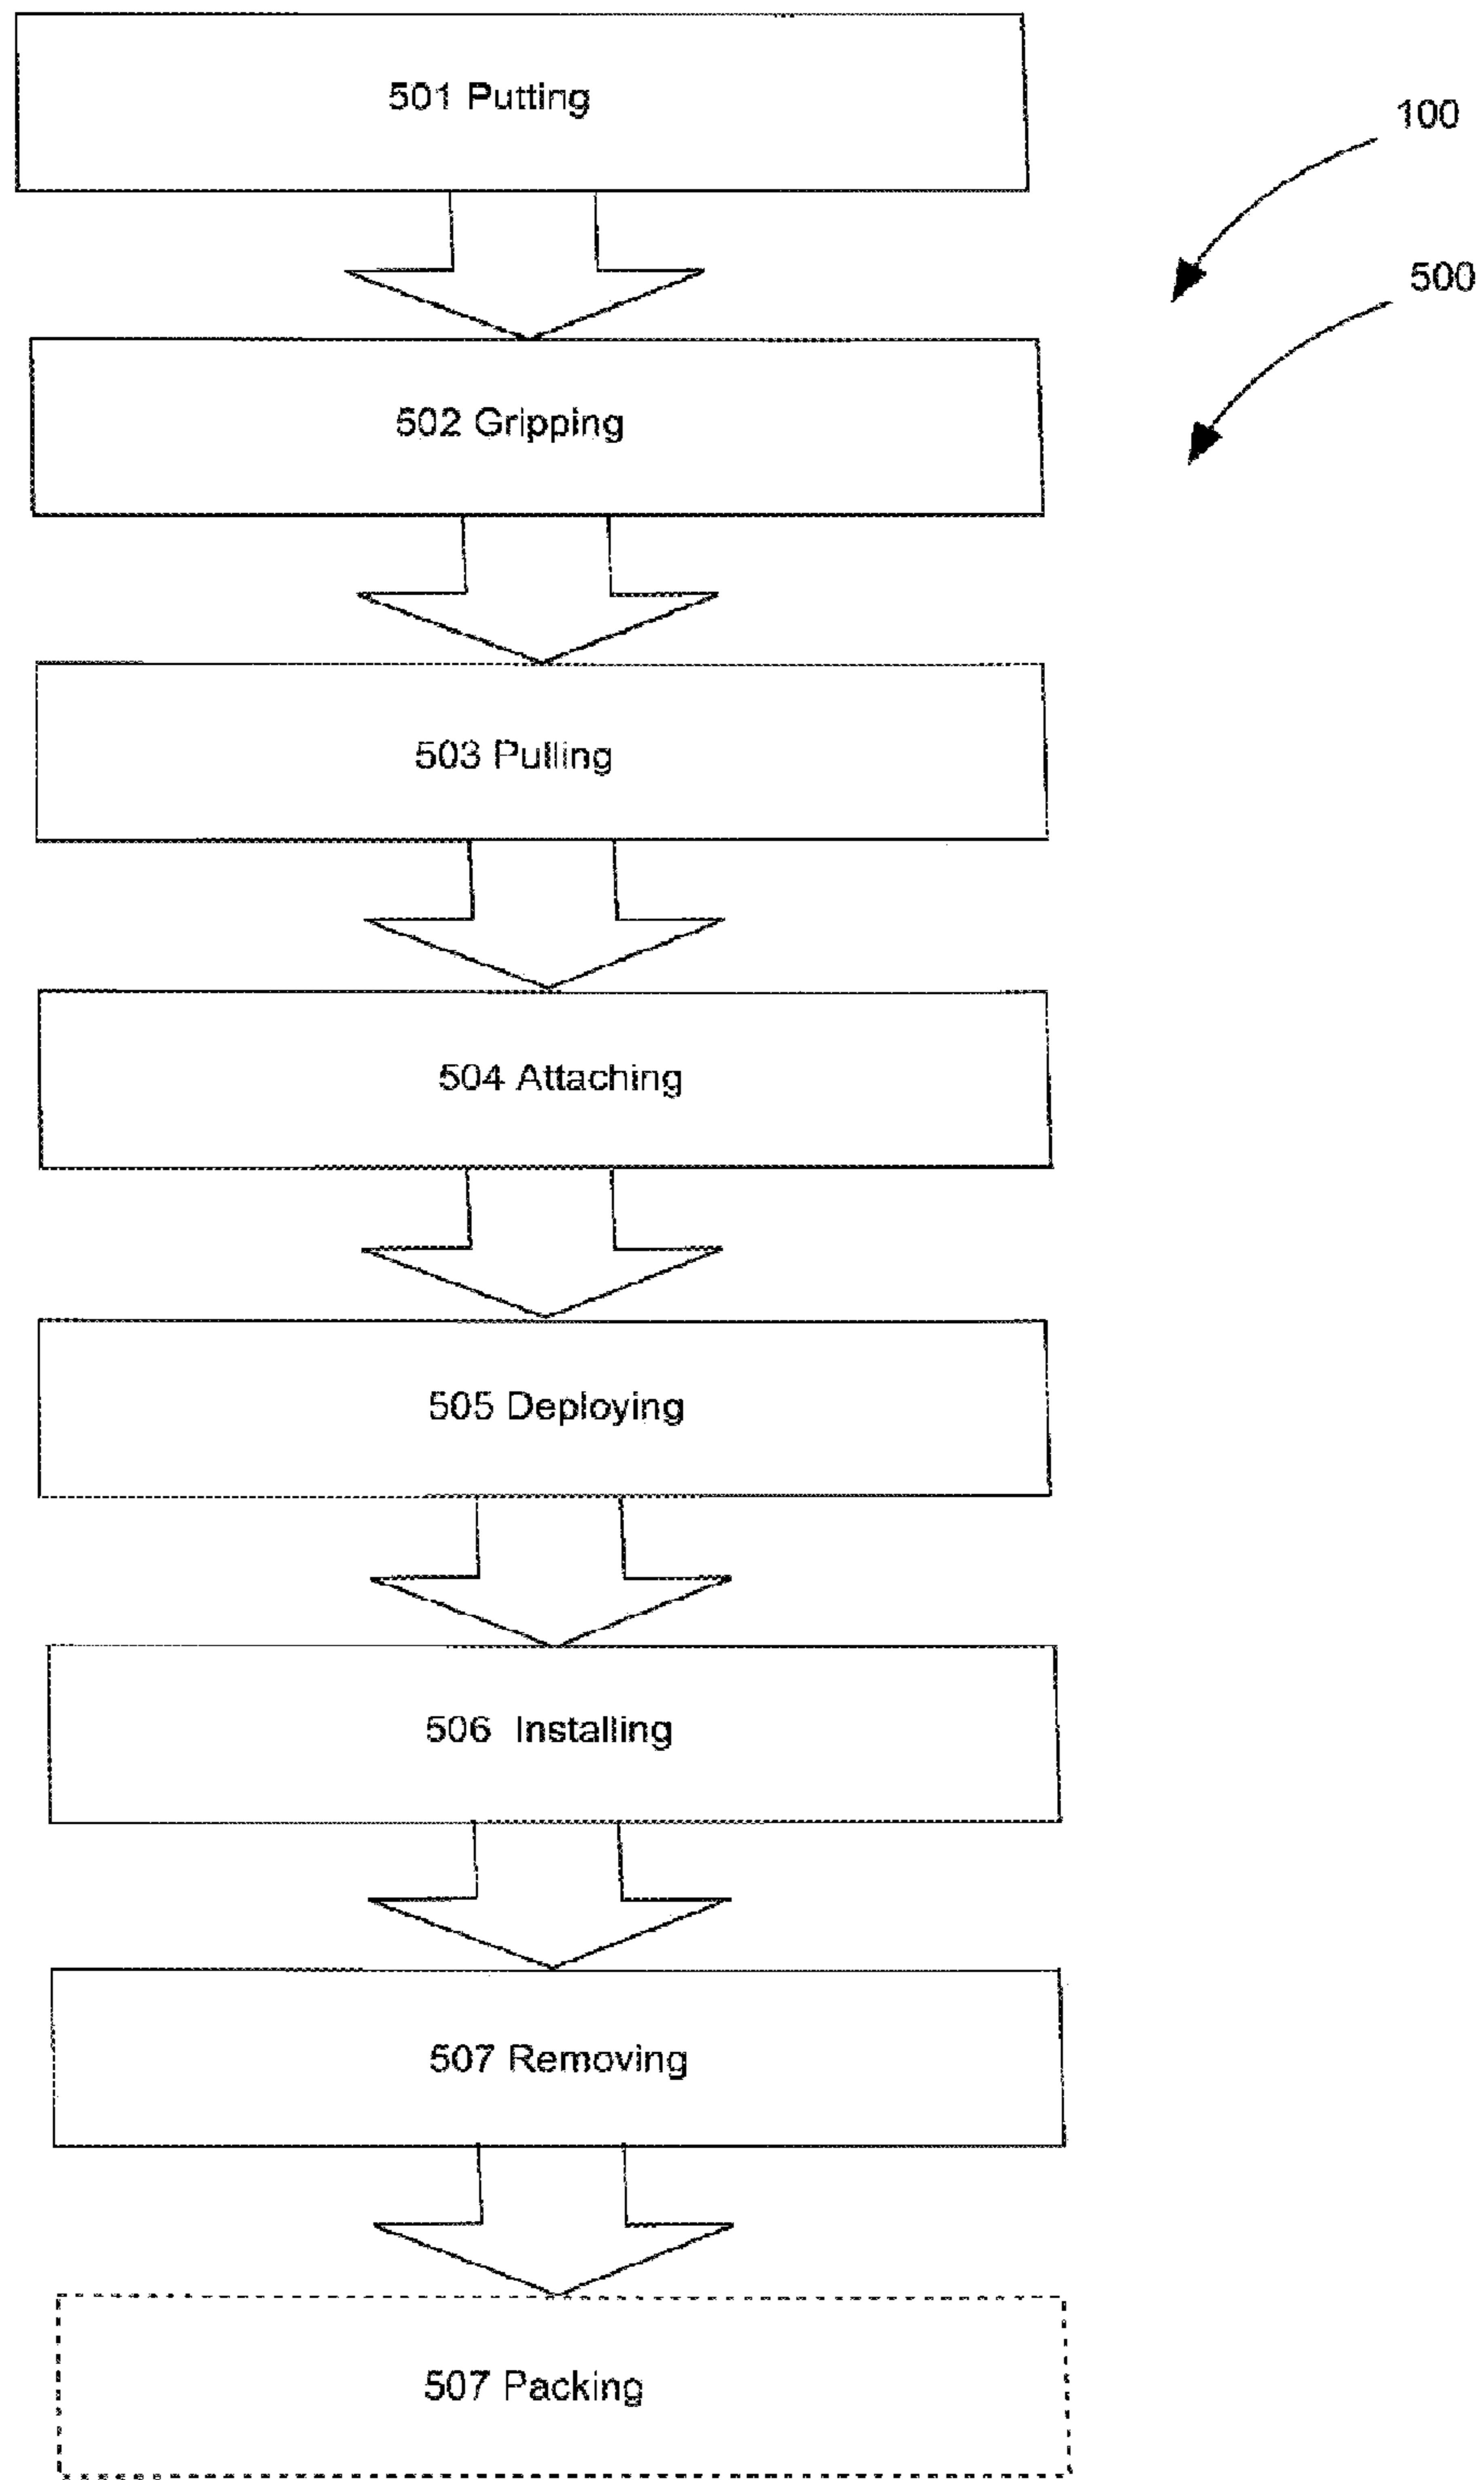 501 Putting
100
500
502 Gripping
503 Pulling
504 Attaching
505 Deploying
506 Installing
507 Removing
507 Packing